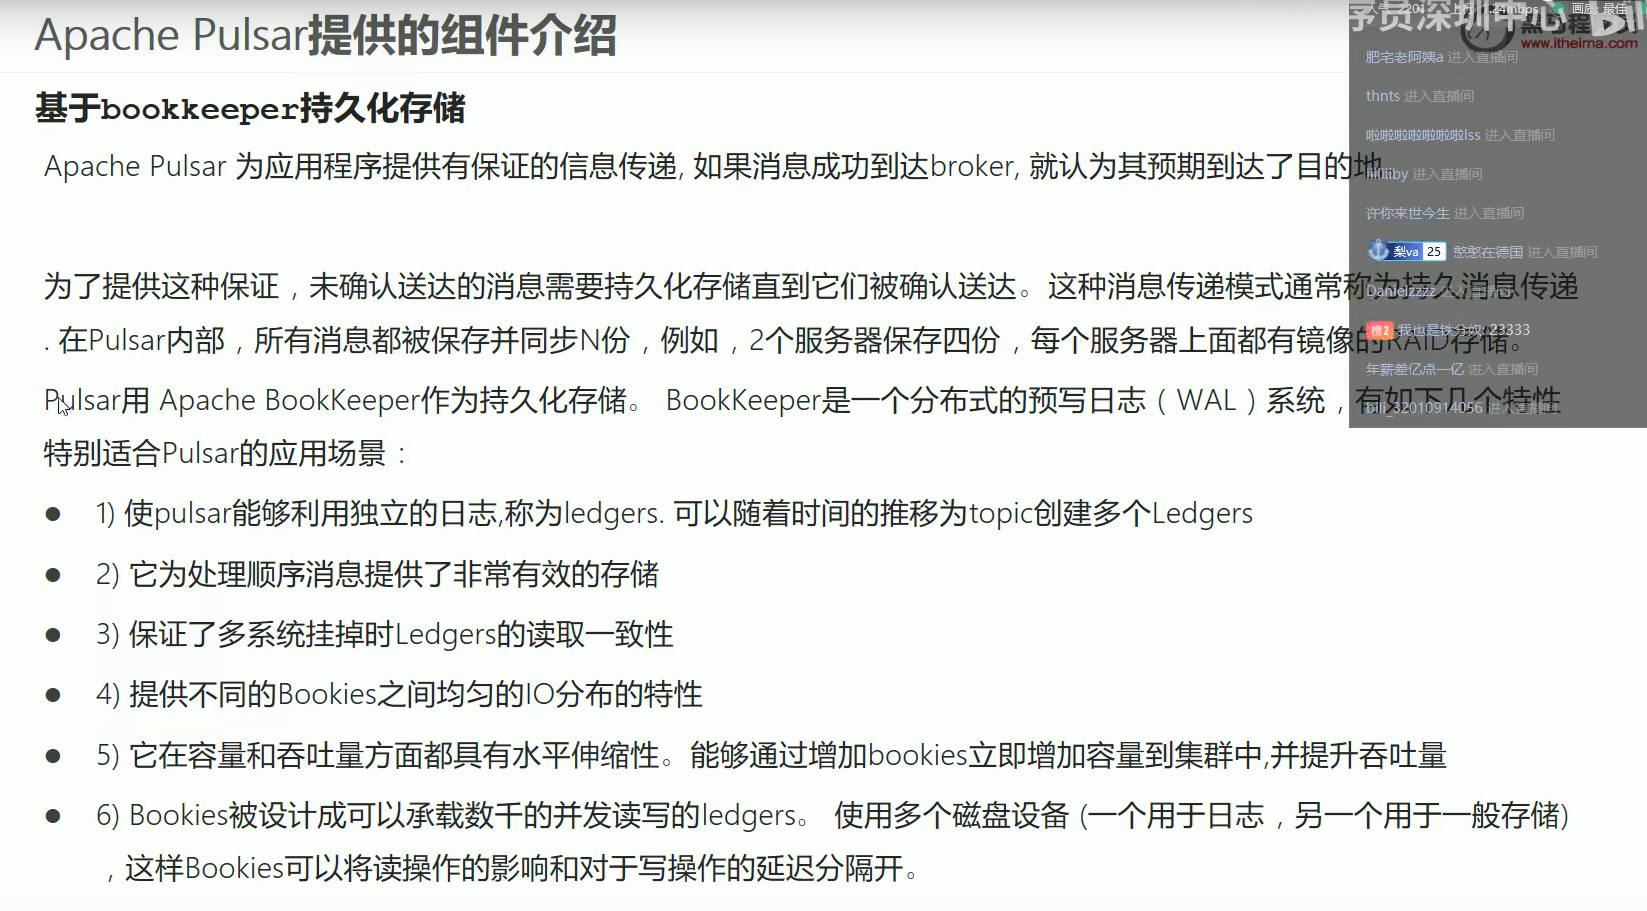 Apache Pulsar提供的组件介绍
基于bookkeeper持久化存储
Apache Pulsar 为应用程序提供有保证的信息传递, 如果消息成功到达broker, 就认为其预期到达了目的地
为了提供这种保证，未确认送达的消息需要持久化存储直到它们被确认送达。这种消息传递模式通常称为持久消息传递
. 在Pulsar内部，所有消息都被保存并同步N份，例如，2个服务器保存四份，每个服务器上面都有镜像的RAID存储。
Pulsar用 Apache BookKeeper作为持久化存储。 BookKeeper是一个分布式的预写日志（WAL）系统，有如下几个特性
特别适合Pulsar的应用场景：
● 1) 使pulsar能够利用独立的日志,称为ledgers. 可以随着时间的推移为topic创建多个Ledgers
● 2) 它为处理顺序消息提供了非常有效的存储
● 3) 保证了多系统挂掉时Ledgers的读取一致性
● 4) 提供不同的Bookies之间均匀的IO分布的特性
● 5) 它在容量和吞吐量方面都具有水平伸缩性。能够通过增加bookies立即增加容量到集群中,并提升吞吐量
● 6) Bookies被设计成可以承载数千的并发读写的ledgers。 使用多个磁盘设备 (一个用于日志，另一个用于一般存储)
，这样Bookies可以将读操作的影响和对于写操作的延迟分隔开。
www.itheima.com
肥宅老阿姨a 进入直播间
thnts 进入直播间
啦啦啦啦啦啦啦lss 进入直播间
进入直播间
许你来世今生 进入直播间
梨va 25 憨憨在德国 进入直播间
Danielzzzz 进入直播间
榜2 23333
年薪差亿点一亿 进入直播间
bili_32010914056 进入直播间